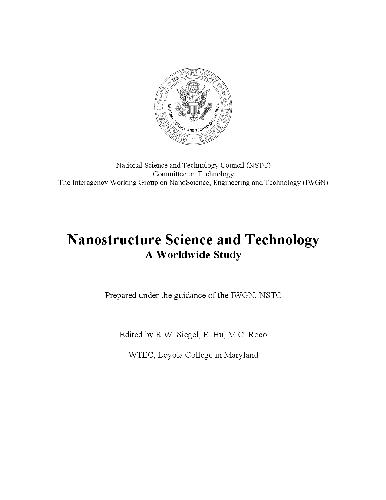 National Science and Technology Council (NSTC)
Committee on Technology
The Interagency Working Group on NanoScience, Engineering and Technology (IWGN)
Nanostructure Science and Technology
A Worldwide Study
Prepared under the guidance of the IWGN, NSTC
Edited by R.W. Siegel, E. Hu, M.C. Roco
WTEC, Loyola College in Maryland